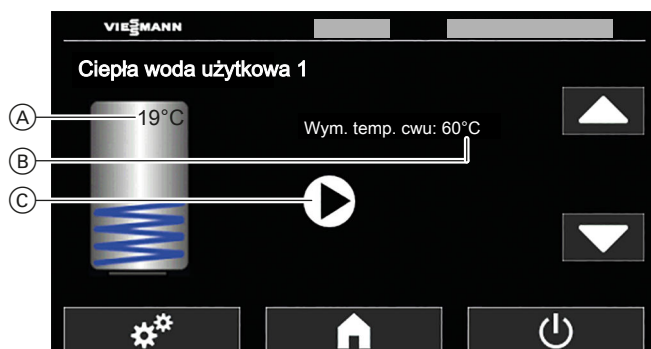 VIESMANN
Ciepła woda użytkowa 1
A
19°C
Wym. temp. cwu: 60°C
B
C